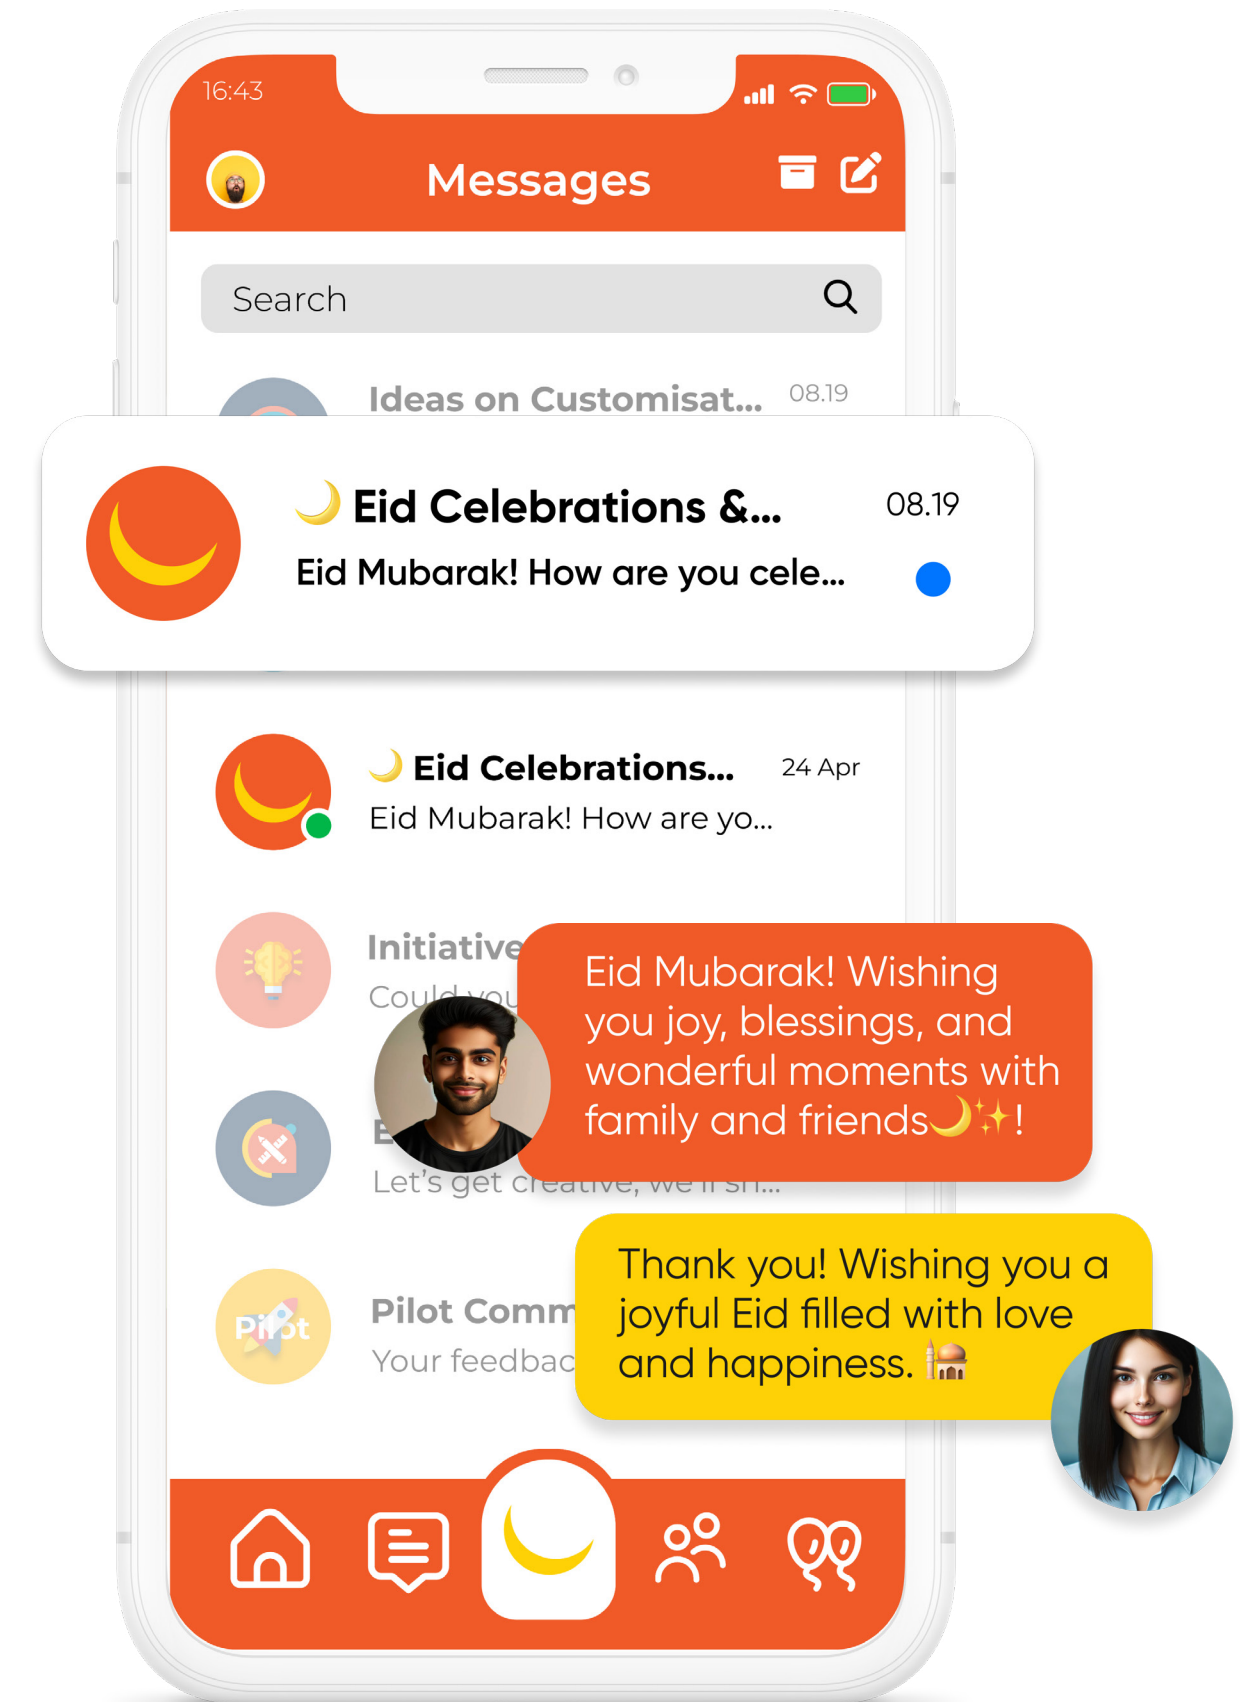 16:43
Messages
Search
Ideas on Customisat... 08.19
🌙 Eid Celebrations &... 08.19
Eid Mubarak! How are you cele...
🌙 Eid Celebrations... 24 Apr
Eid Mubarak! How are yo...
Initiative
Could you
Eid Mubarak! Wishing
you joy, blessings, and
wonderful moments with
family and friends🌙✨!
Let's get creative, we'll sh...
Thank you! Wishing you a
joyful Eid filled with love
and happiness. 🕌
Pilot
Pilot Comm
Your feedbac